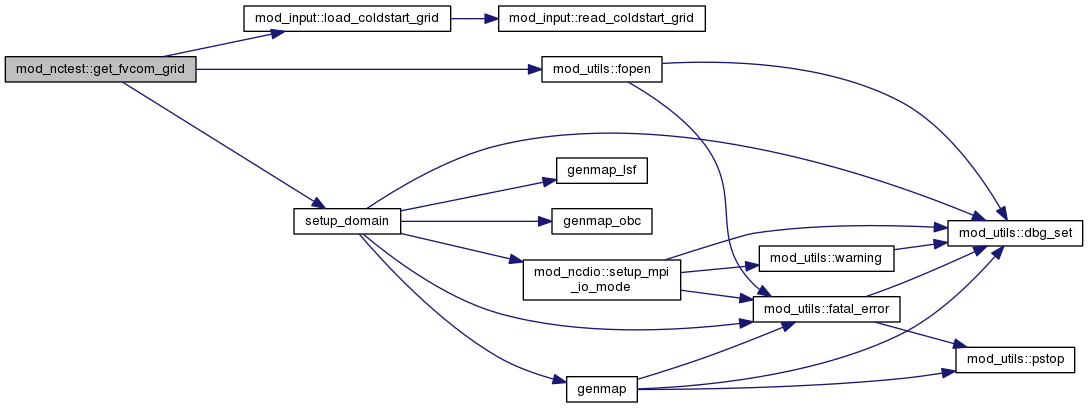 mod_input::load_coldstart_grid
mod_input::read_coldstart_grid
mod_nctest::get_fvcom_grid
mod_utils::fopen
genmap_lsf
setup_domain
genmap_obc
mod_utils::dbg_set
mod_ncdio::setup_mpi
_io_mode
mod_utils::warning
mod_utils::fatal_error
mod_utils::pstop
genmap